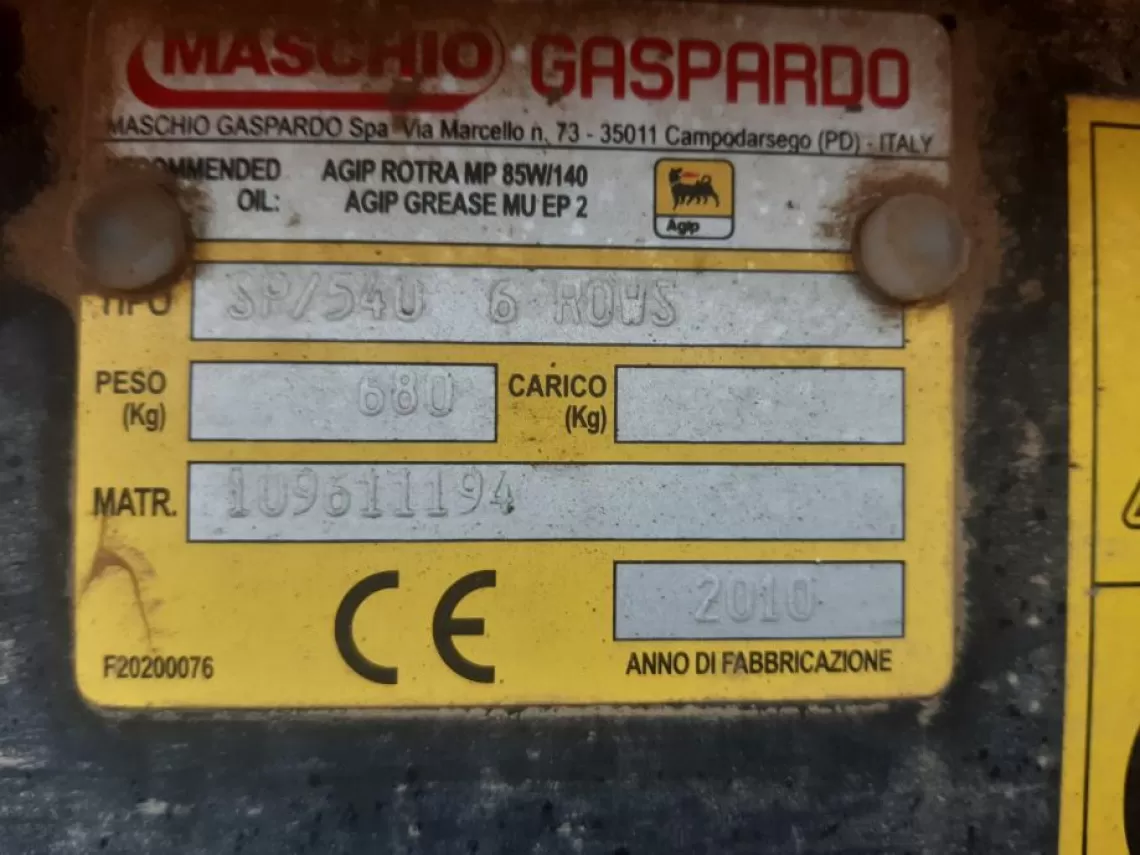 MASCHIO GASPARDO
MASCHIO GASPARDO Spa Via Marcello n. 73 - 35011 Campodarsego (PD) - ITALY
RECOMMENDED AGIP ROTRA MP 85W/140
OIL: AGIP GREASE MU EP 2
Agip
TIPO SP/540 6 ROWS
PESO 680 CARICO
(Kg) (Kg)
MATR. 109611194
CE 2010
F20200076 ANNO DI FABBRICAZIONE